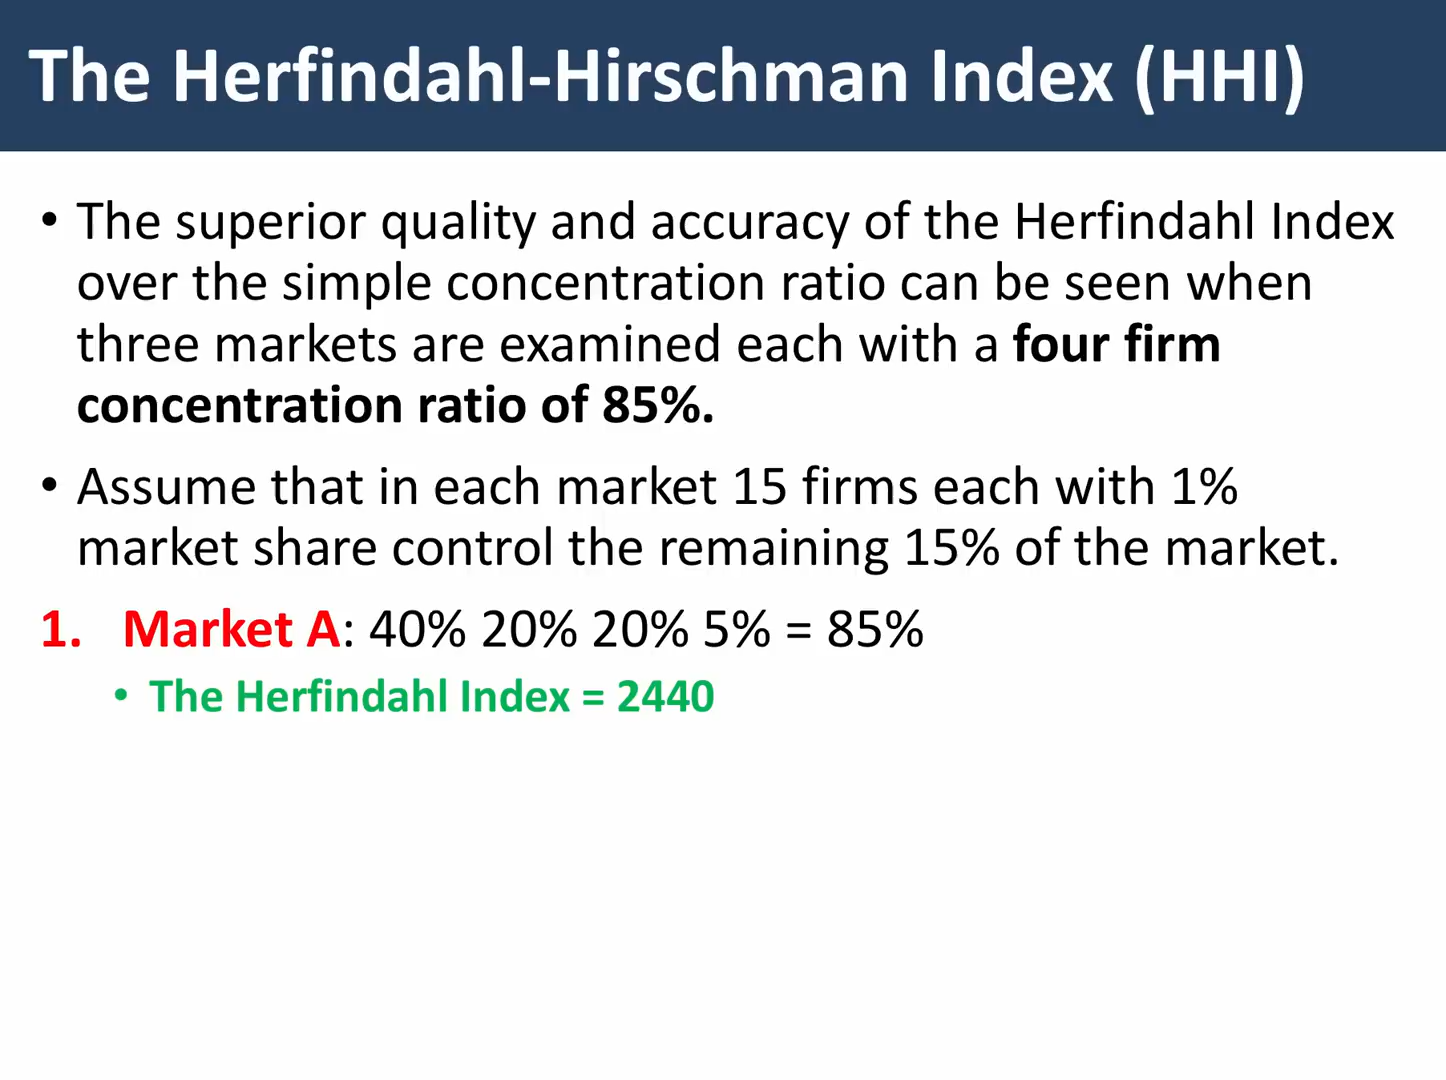 The Herfindahl-Hirschman Index (HHI)
• The superior quality and accuracy of the Herfindahl Index
over the simple concentration ratio can be seen when
three markets are examined each with a four firm
concentration ratio of 85%.
• Assume that in each market 15 firms each with 1%
market share control the remaining 15% of the market.
1. Market A: 40% 20% 20% 5% = 85%
• The Herfindahl Index = 2440